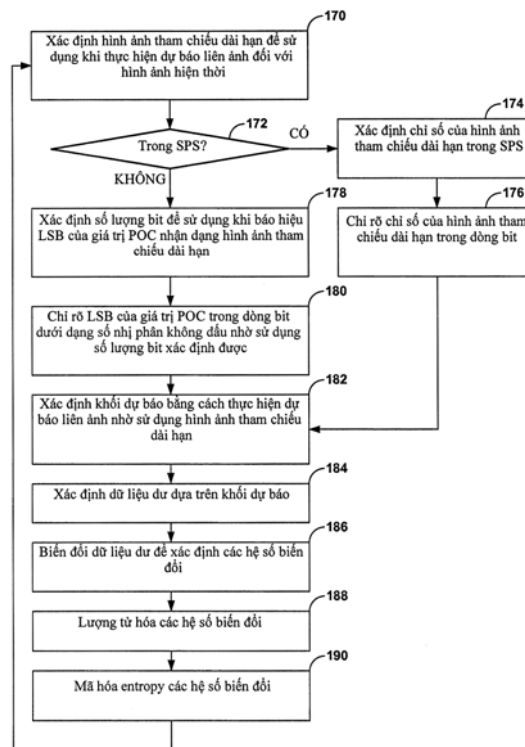 170
Xác định hình ảnh tham chiếu dài hạn để sử
dụng khi thực hiện dự báo liên ảnh đối với
hình ảnh hiện thời
172
Trong SPS?
CÓ
KHÔNG
174
Xác định chỉ số của hình ảnh
tham chiếu dài hạn trong SPS
176
Chỉ rõ chỉ số của hình ảnh tham
chiếu dài hạn trong dòng bit
178
Xác định số lượng bit để sử dụng khi báo hiệu
LSB của giá trị POC nhận dạng hình ảnh tham
chiếu dài hạn
180
Chỉ rõ LSB của giá trị POC trong dòng bit
dưới dạng số nhị phân không dấu nhờ sử dụng
số lượng bit xác định được
182
Xác định khối dự báo bằng cách thực hiện dự
báo liên ảnh nhờ sử dụng hình ảnh tham chiếu
dài hạn
184
Xác định dữ liệu dư dựa trên khối dự báo
186
Biến đổi dữ liệu dư để xác định các hệ số biến
đổi
188
Lượng tử hóa các hệ số biến đổi
190
Mã hóa entropy các hệ số biến đổi